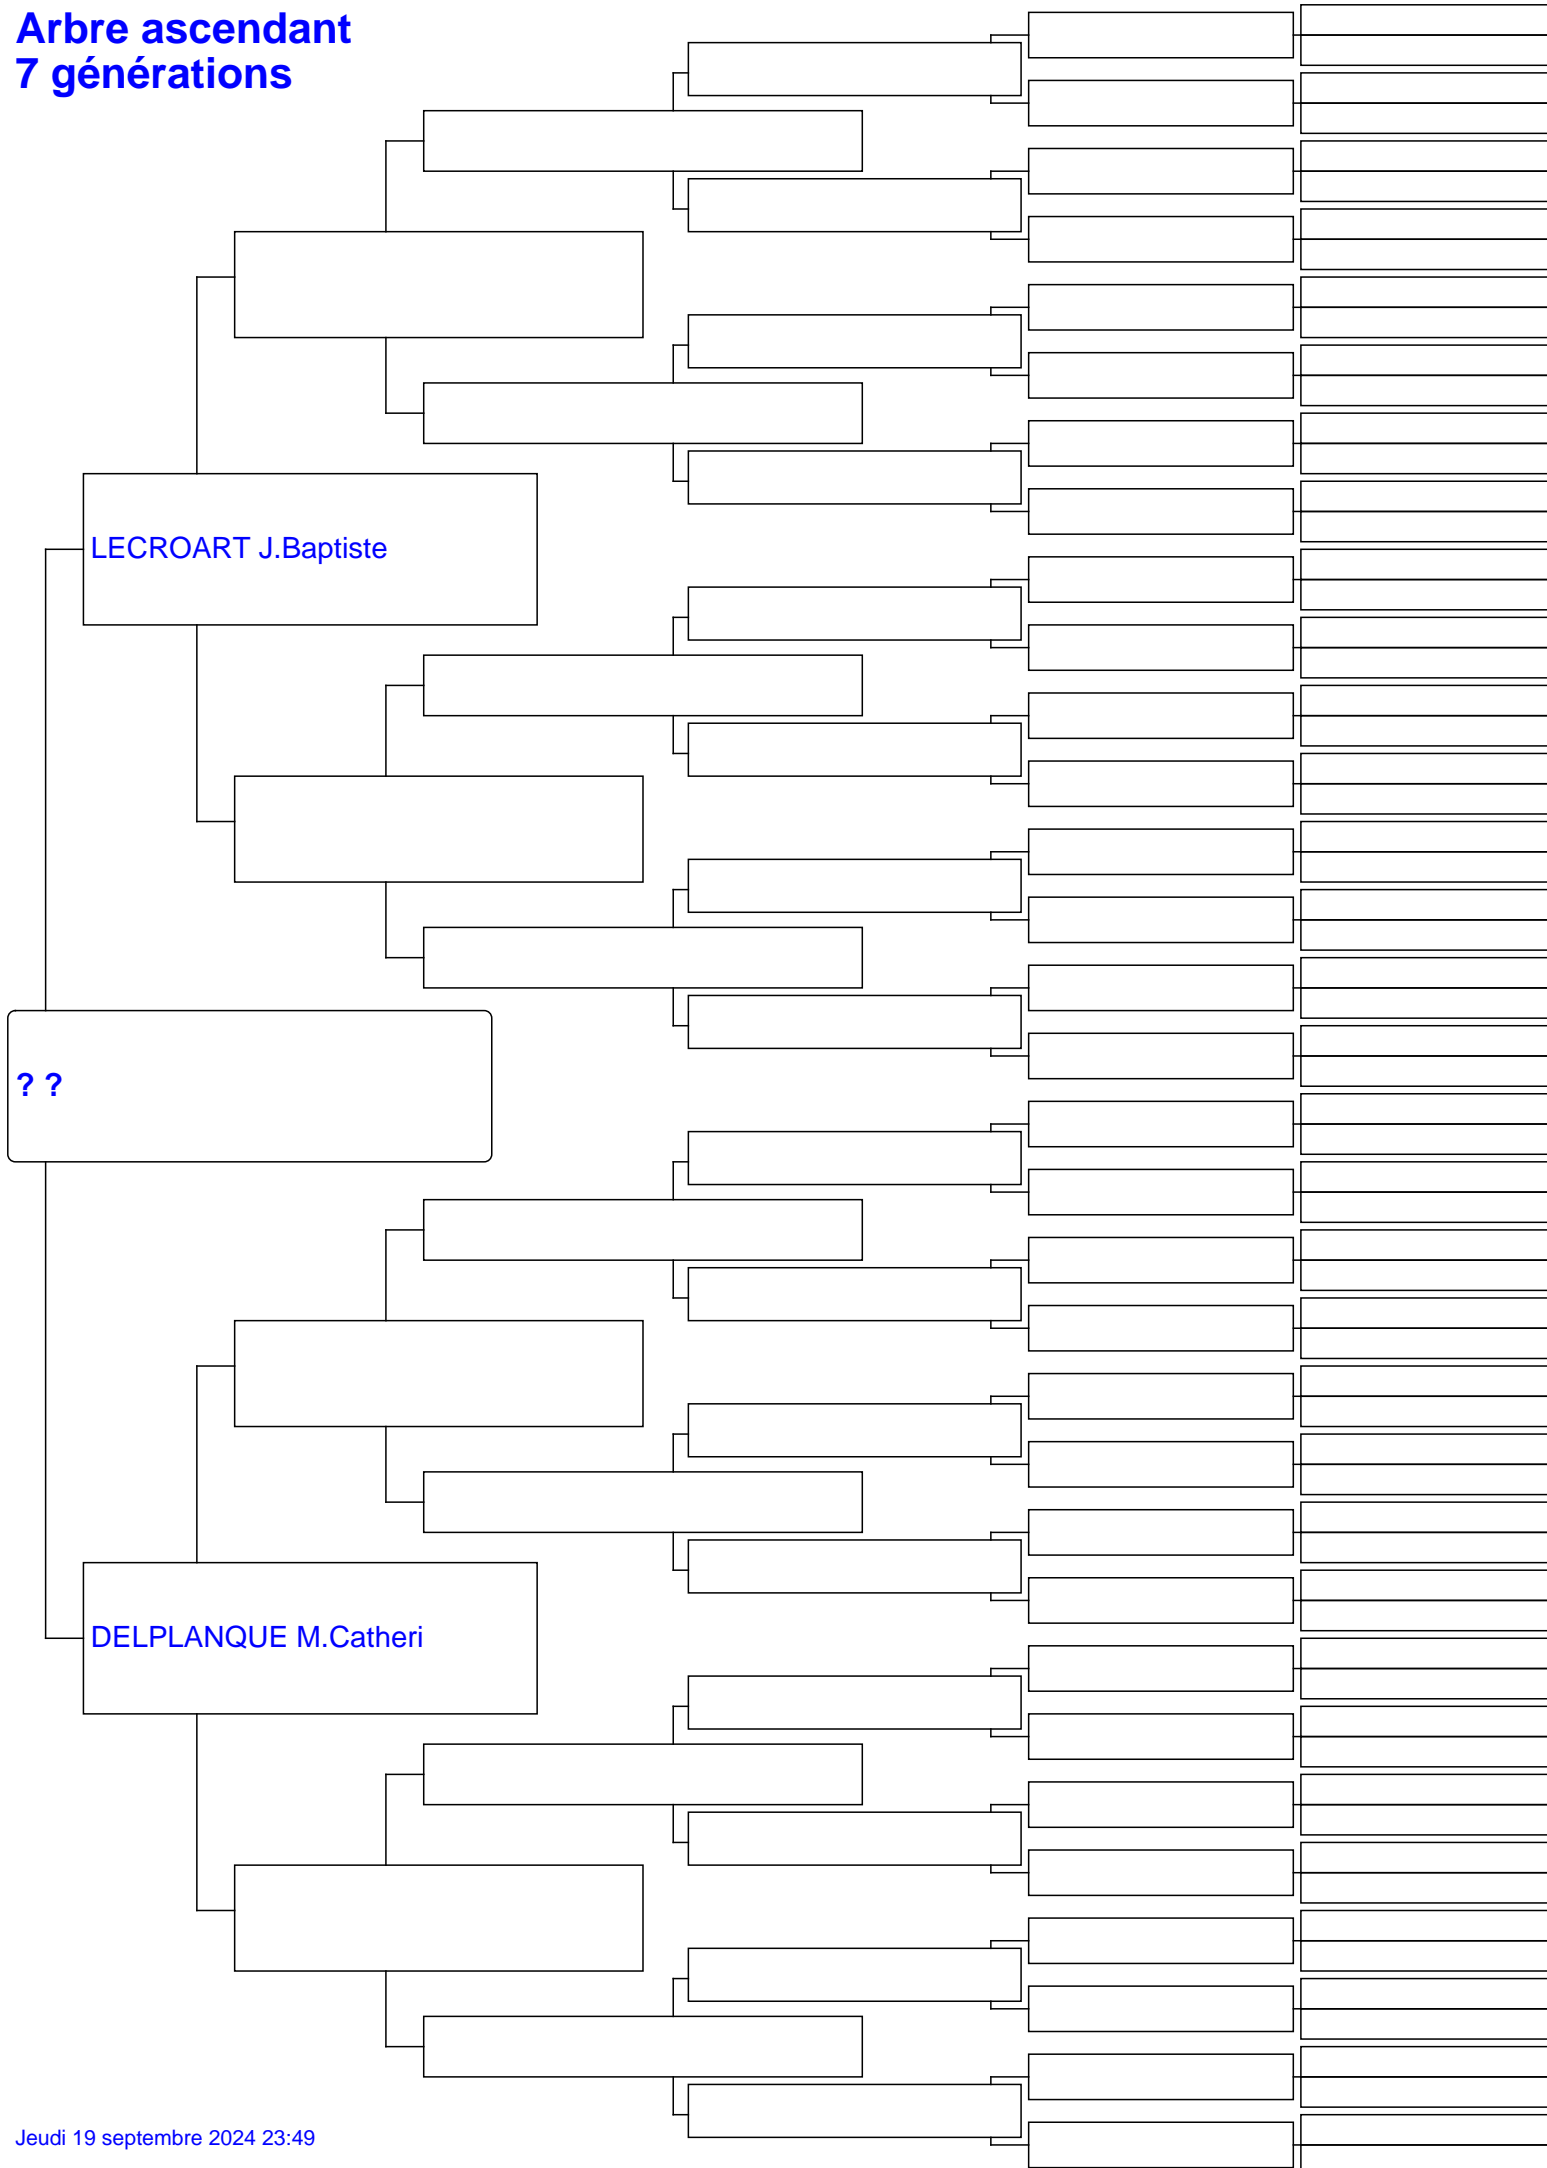 Arbre ascendant
7 générations
LECROART J.Baptiste
? ?
DELPLANQUE M.Catheri
Jeudi 19 septembre 2024 23:49